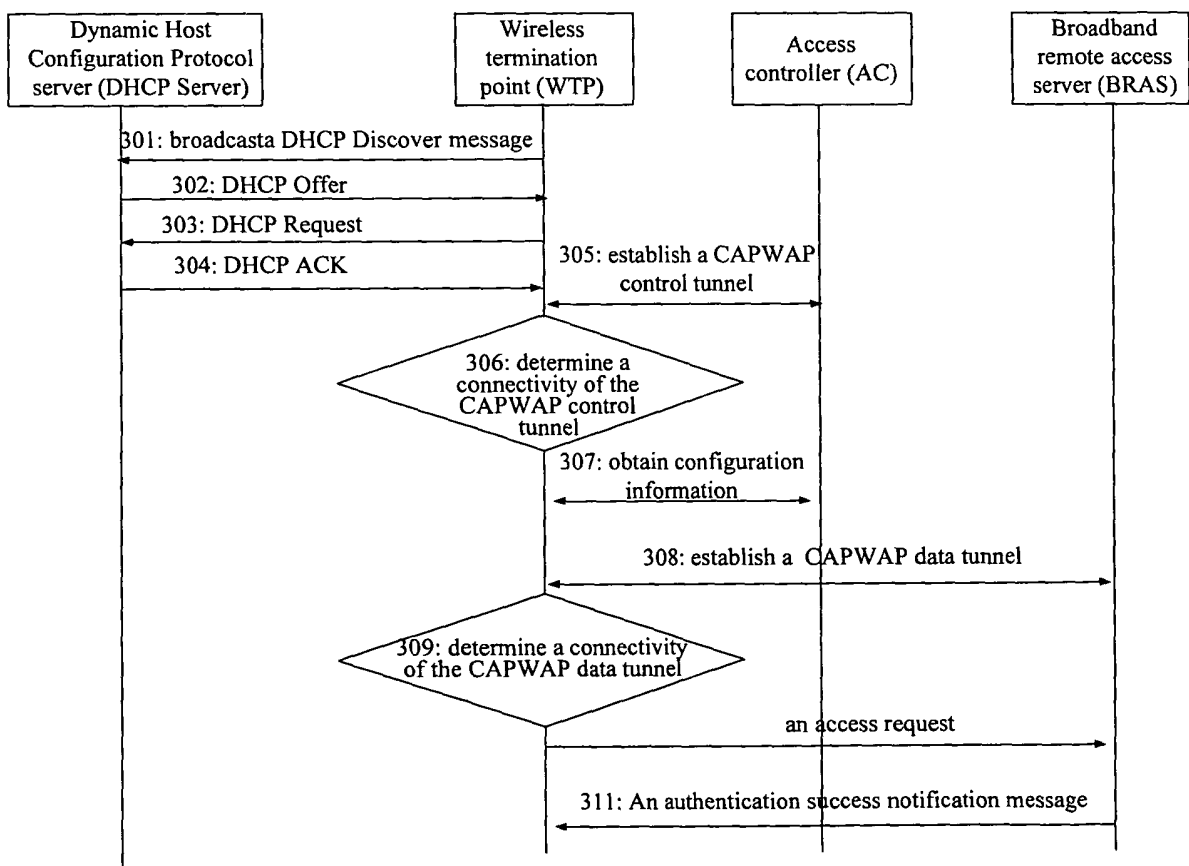 Dynamic Host
Configuration Protocol
server (DHCP Server)
Wireless
termination
point (WTP)
Access
controller (AC)
Broadband
remote access
server (BRAS)
301: broadcasta DHCP Discover message
302: DHCP Offer
303: DHCP Request
304: DHCP ACK
305: establish a CAPWAP
control tunnel
306: determine a
connectivity of the
CAPWAP control
tunnel
307: obtain configuration
information
308: establish a CAPWAP data tunnel
309: determine a connectivity
of the CAPWAP data tunnel
an access request
311: An authentication success notification message